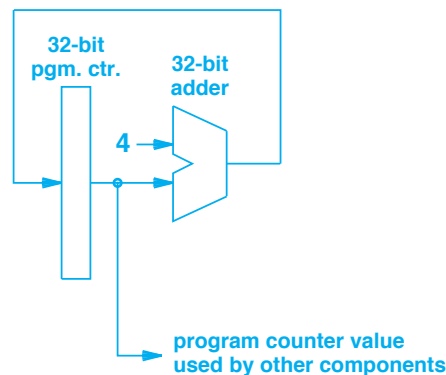 32-bit
pgm. ctr.
32-bit
adder
4
program counter value
used by other components